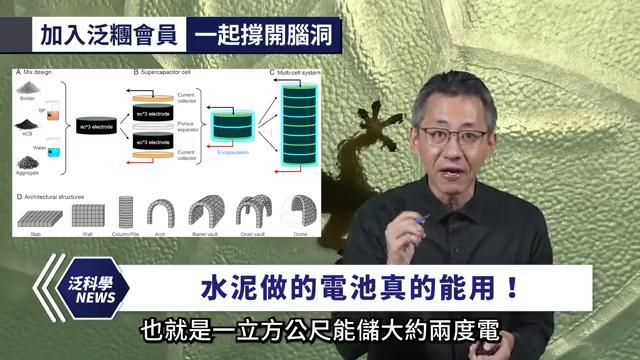 加入泛糰會員
一起撐開腦洞
A Mix design
B Supercapacitor cell
C Multi-cell system
Binder
SP
nCB
Water
Aggregate
ec^3 electrode
Current collector
ec^3 electrode
Porous separator
ec^3 electrode
Current collector
Encapsulation
D Architectural structures
Slab
Wall
Column/Pile
Arch
Barrel vault
Groin vault
Dome
泛科學
NEWS
水泥做的電池真的能用！
也就是一立方公尺能儲大約兩度電